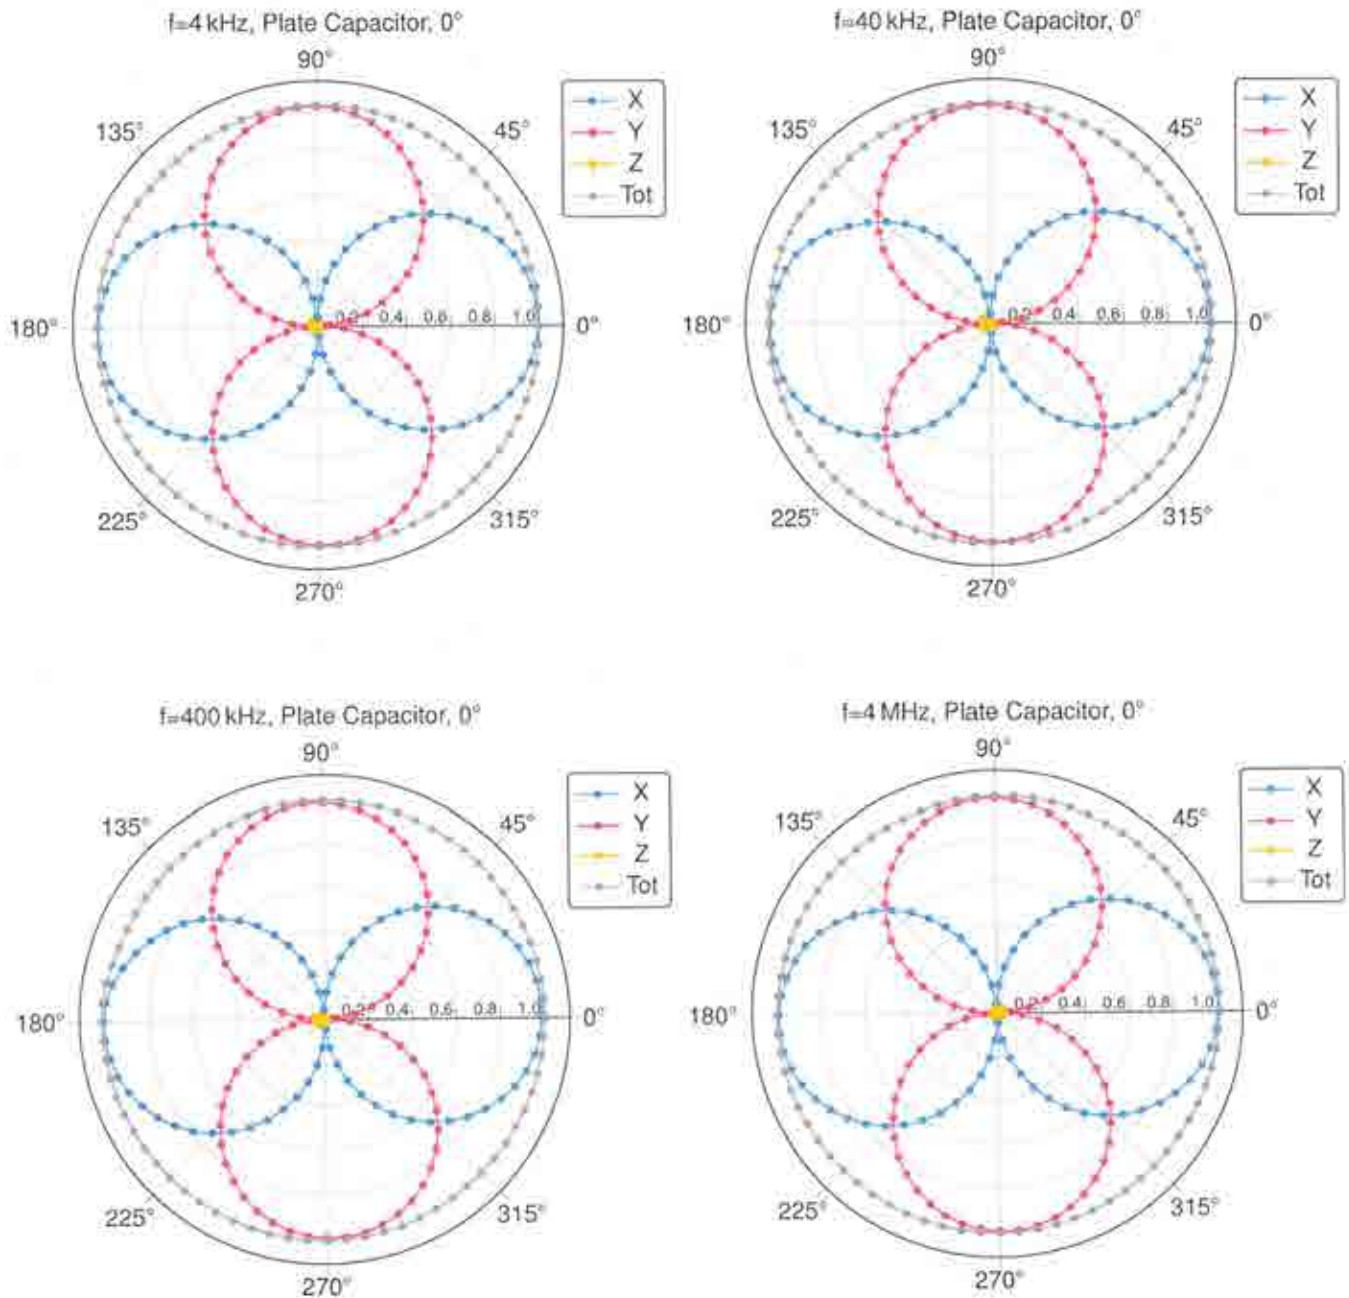 f=4 kHz, Plate Capacitor, 0°
90°
135°
45°
X
Y
Z
Tot
180°
0.2 0.4 0.6 0.8 1.0
0°
225°
315°
270°
f=40 kHz, Plate Capacitor, 0°
90°
135°
45°
X
Y
Z
Tot
180°
0.2 0.4 0.6 0.8 1.0
0°
225°
315°
270°
f=400 kHz, Plate Capacitor, 0°
90°
135°
45°
X
Y
Z
Tot
180°
0.2 0.4 0.6 0.8 1.0
0°
225°
315°
270°
f=4 MHz, Plate Capacitor, 0°
90°
135°
45°
X
Y
Z
Tot
180°
0.2 0.4 0.6 0.8 1.0
0°
225°
315°
270°